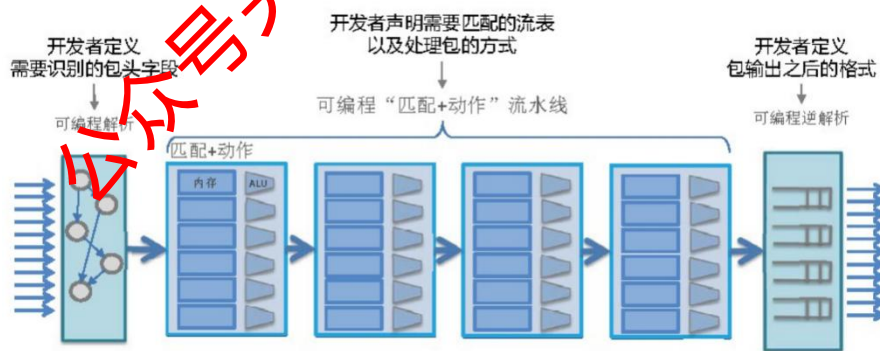 开发者定义
需要识别的包头字段
可编程解析
开发者声明需要匹配的流表
以及处理包的方式
可编程“匹配+动作”流水线
开发者定义
包输出之后的格式
可编程逆解析
匹配+动作
内存
ALU
公众号